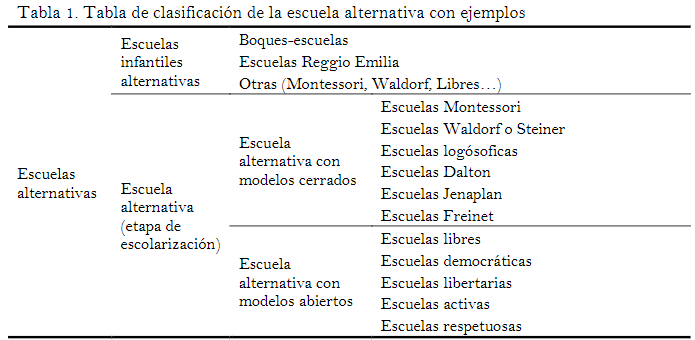 Tabla 1. Tabla de clasificación de la escuela alternativa con ejemplos
Escuelas
alternativas
Escuelas
infantiles
alternativas
Boques-escuelas
Escuelas Reggio Emilia
Otras (Montessori, Waldorf, Libres…)
Escuela
alternativa
(etapa de
escolarización)
Escuela
alternativa con
modelos cerrados
Escuelas Montessori
Escuelas Waldorf o Steiner
Escuelas logósoficas
Escuelas Dalton
Escuelas Jenaplan
Escuelas Freinet
Escuela
alternativa con
modelos abiertos
Escuelas libres
Escuelas democráticas
Escuelas libertarias
Escuelas activas
Escuelas respetuosas